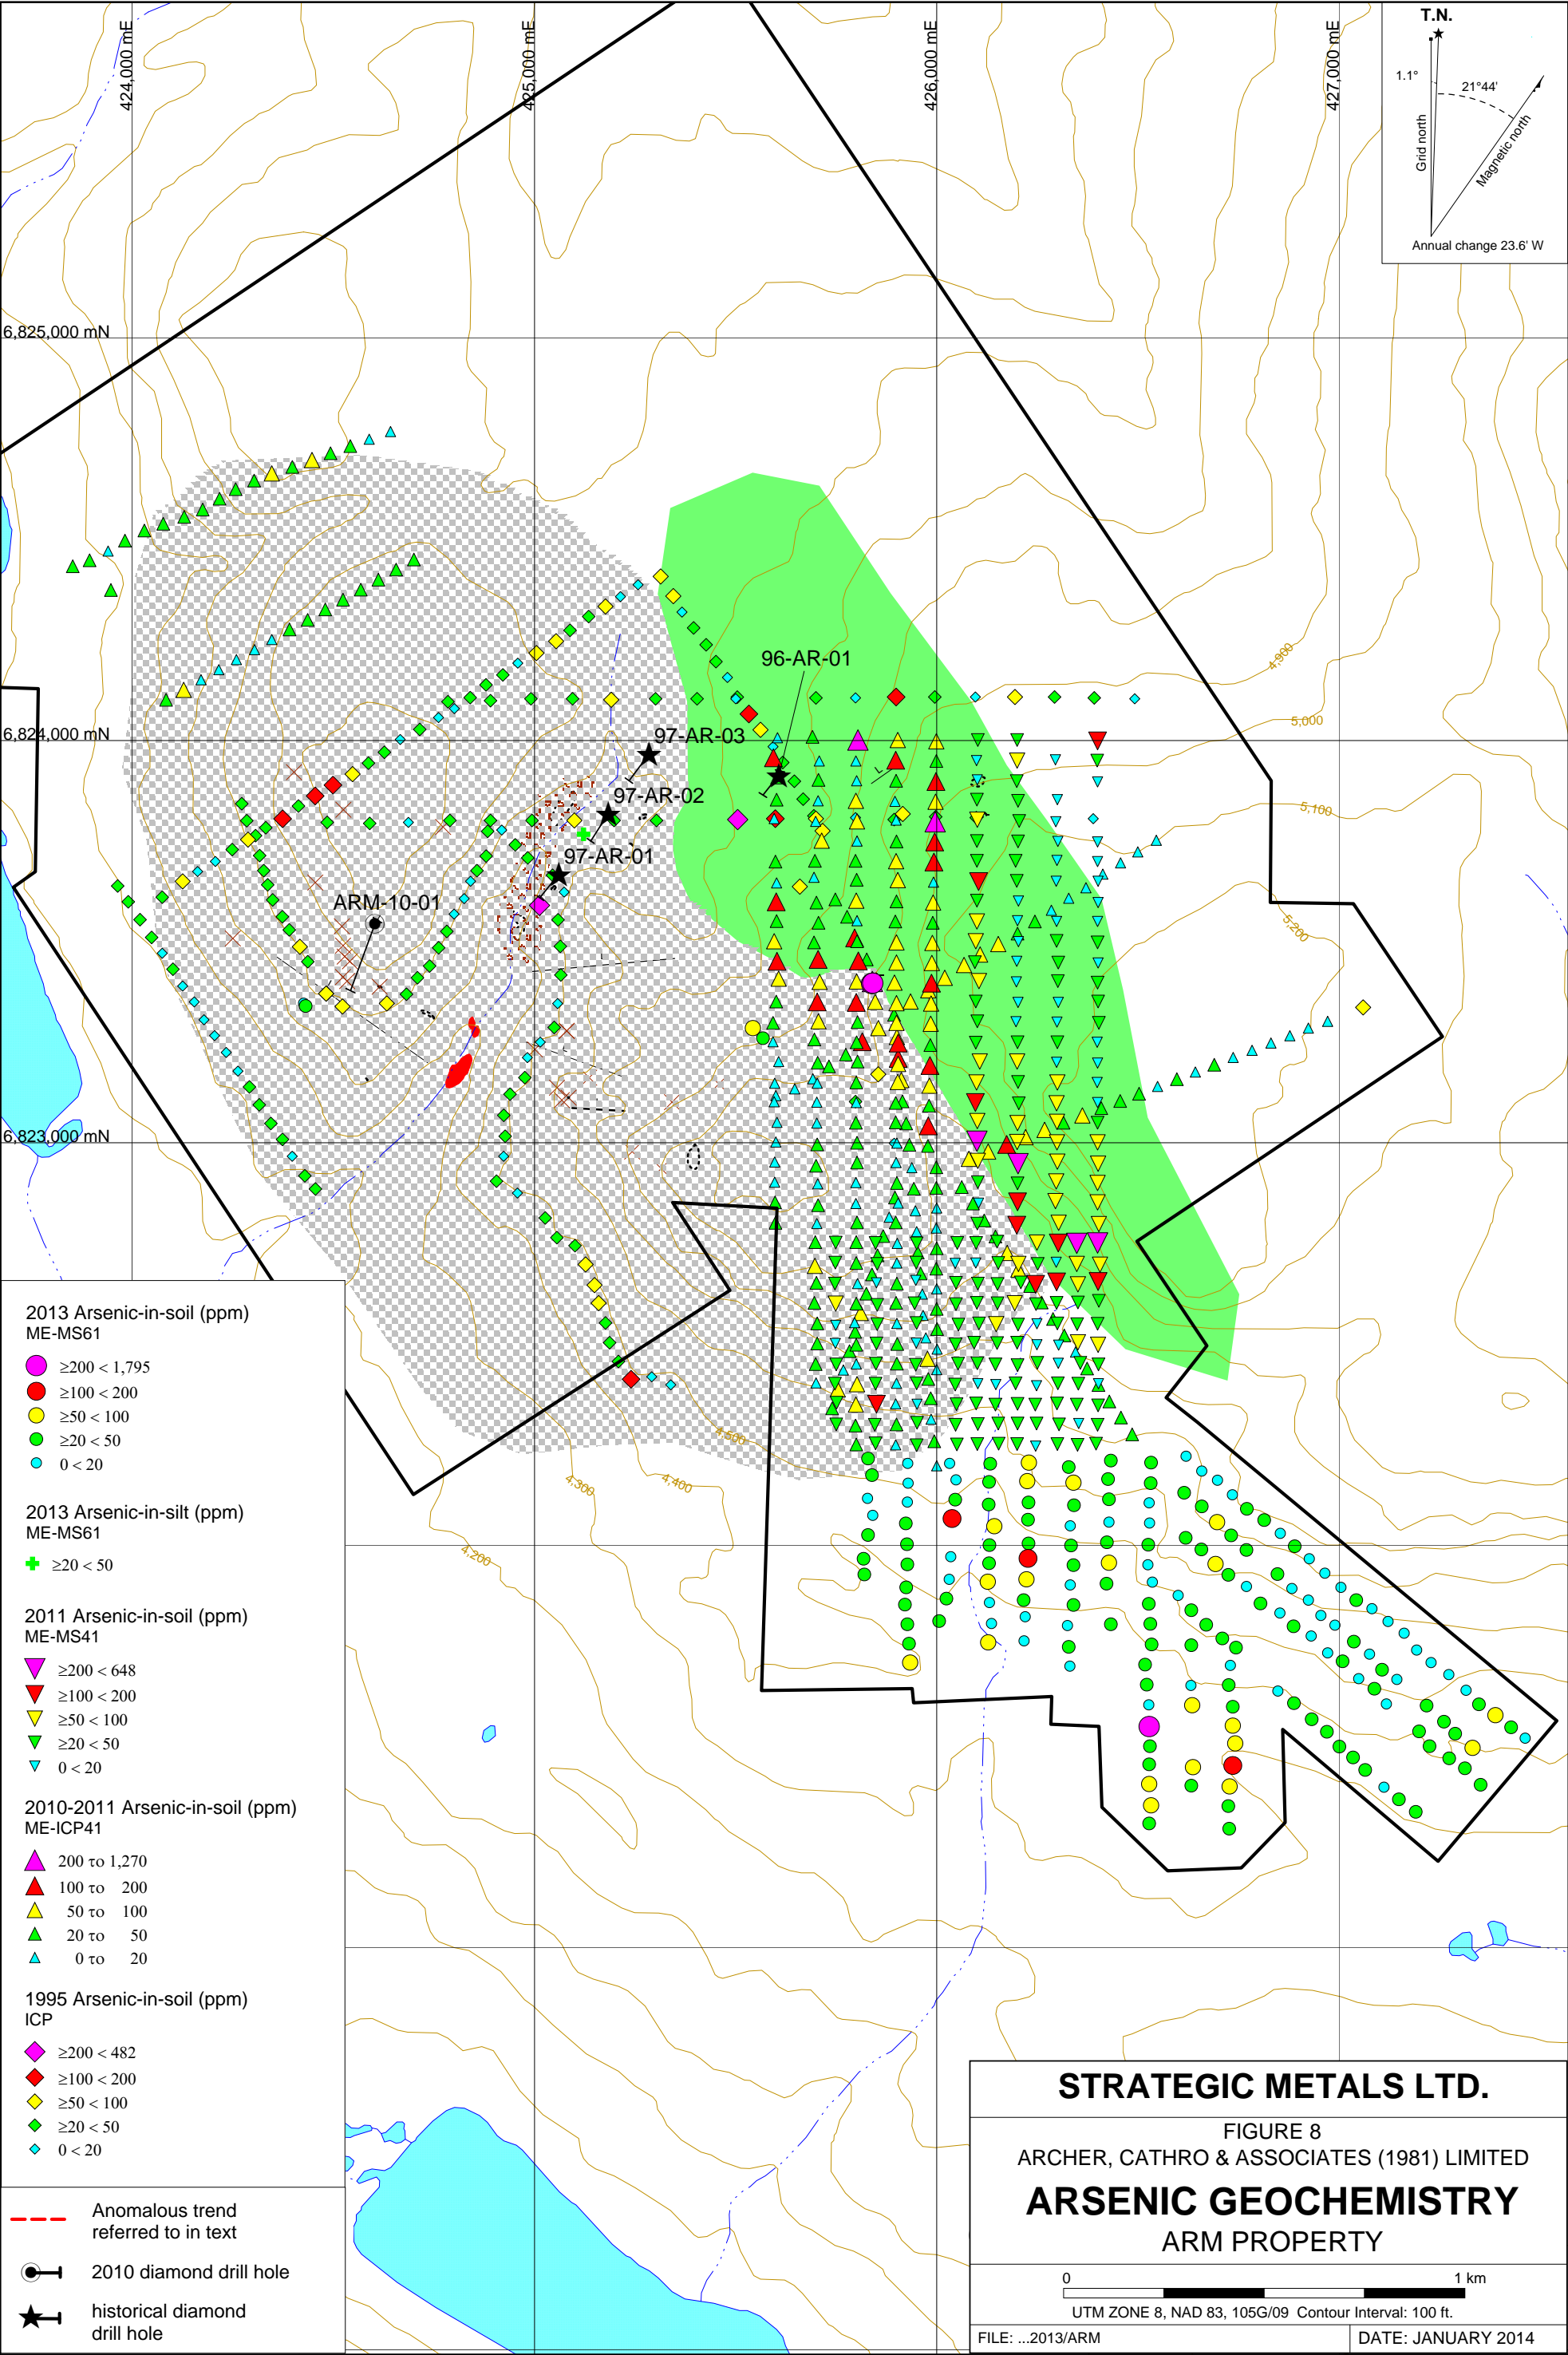 424,000 mE
425,000 mE
426,000 mE
427,000 mE
T.N.
1.1°
21°44'
Grid north
Magnetic north
Annual change 23.6' W
6,825,000 mN
96-AR-01
4,900
5,000
6,824,000 mN
97-AR-03
97-AR-02
5,100
97-AR-01
ARM-10-01
5,200
6,823,000 mN
4,500
4,400
4,300
4,200
2013 Arsenic-in-soil (ppm)
ME-MS61
≥200 < 1,795
≥100 < 200
≥50 < 100
≥20 < 50
0 < 20
2013 Arsenic-in-silt (ppm)
ME-MS61
≥20 < 50
2011 Arsenic-in-soil (ppm)
ME-MS41
≥200 < 648
≥100 < 200
≥50 < 100
≥20 < 50
0 < 20
2010-2011 Arsenic-in-soil (ppm)
ME-ICP41
200 to 1,270
100 to 200
50 to 100
20 to 50
0 to 20
1995 Arsenic-in-soil (ppm)
ICP
≥200 < 482
≥100 < 200
≥50 < 100
≥20 < 50
0 < 20
Anomalous trend
referred to in text
2010 diamond drill hole
historical diamond
drill hole
STRATEGIC METALS LTD.
FIGURE 8
ARCHER, CATHRO & ASSOCIATES (1981) LIMITED
ARSENIC GEOCHEMISTRY
ARM PROPERTY
0 1 km
UTM ZONE 8, NAD 83, 105G/09 Contour Interval: 100 ft.
FILE: ...2013/ARM
DATE: JANUARY 2014